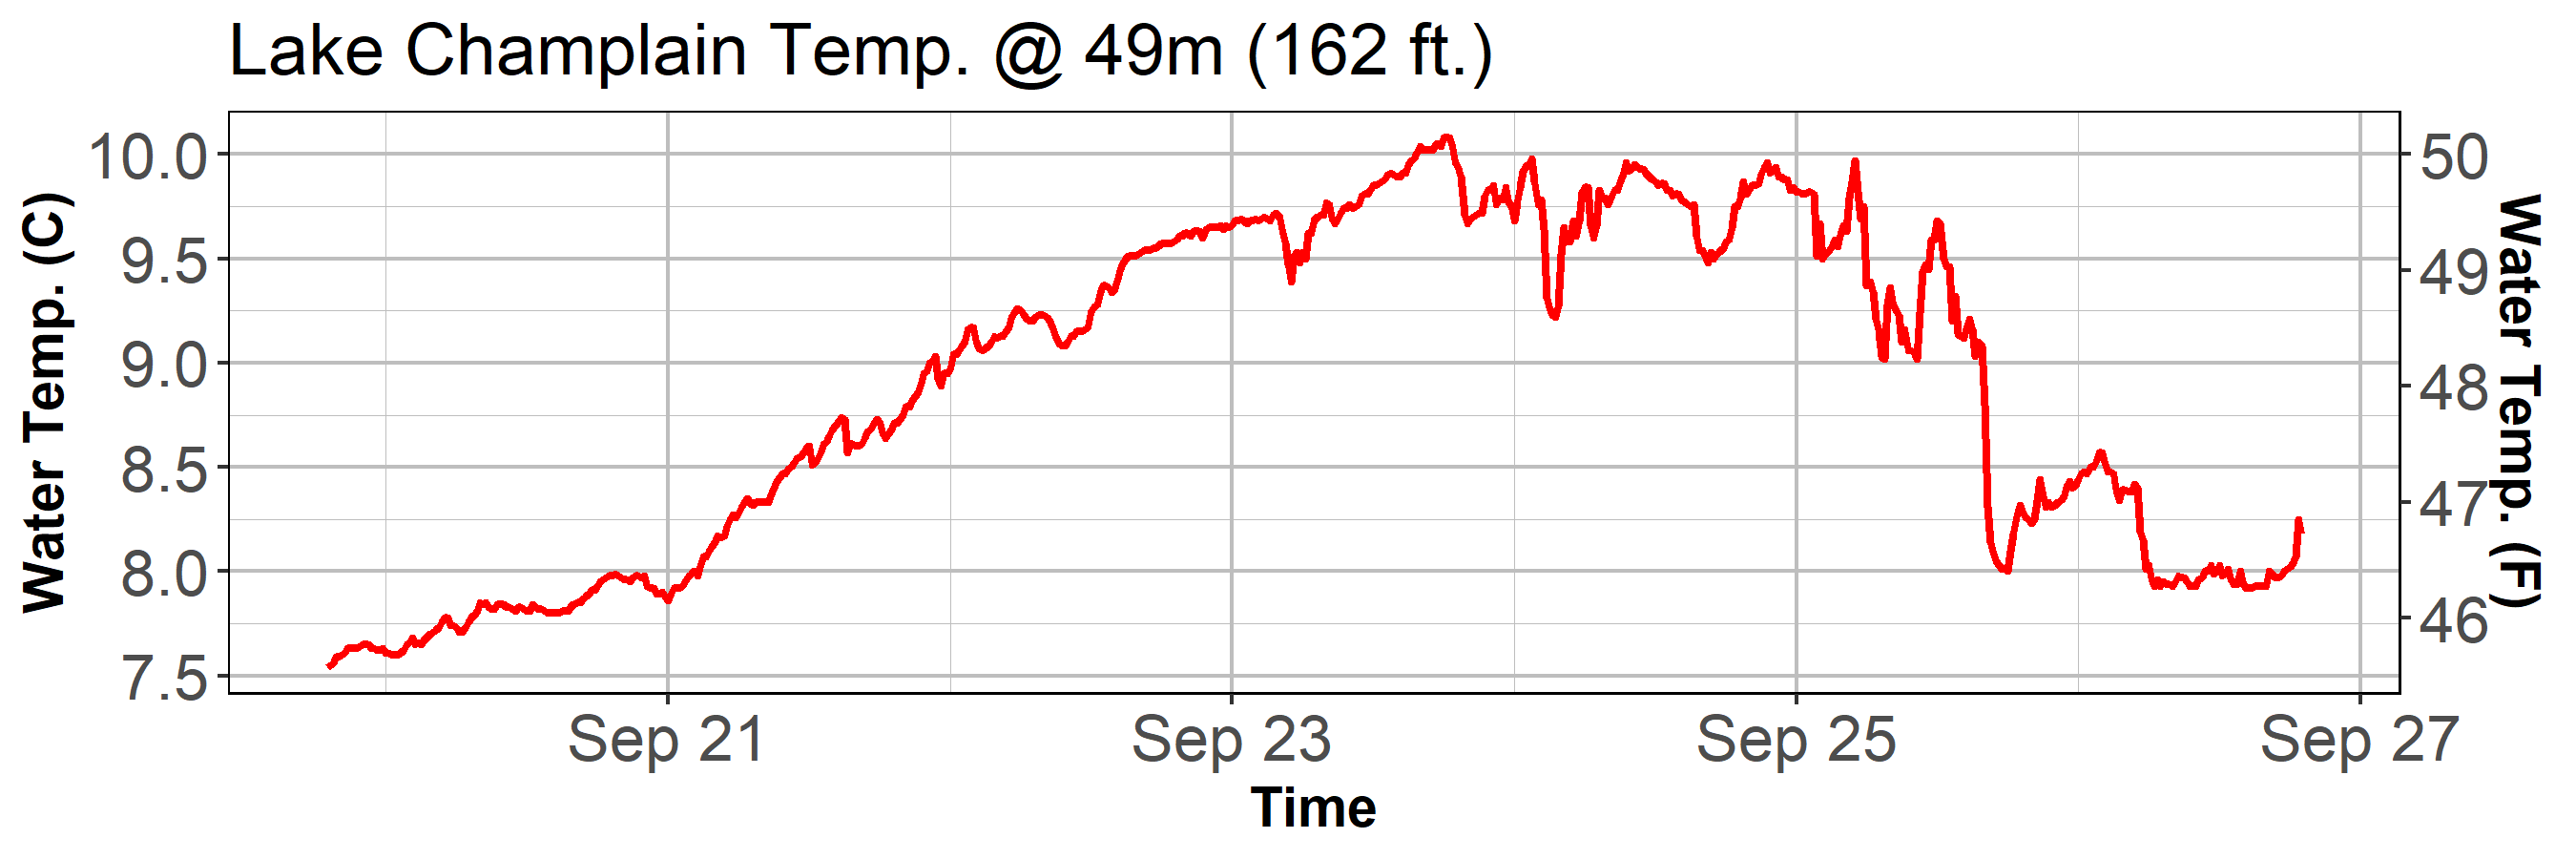 Lake Champlain Temp. @ 49m (162 ft.)
Water Temp. (C)
10.0
9.5
9.0
8.5
8.0
7.5
50
49
48
47
46
Water Temp. (F)
Sep 21
Sep 23
Sep 25
Sep 27
Time